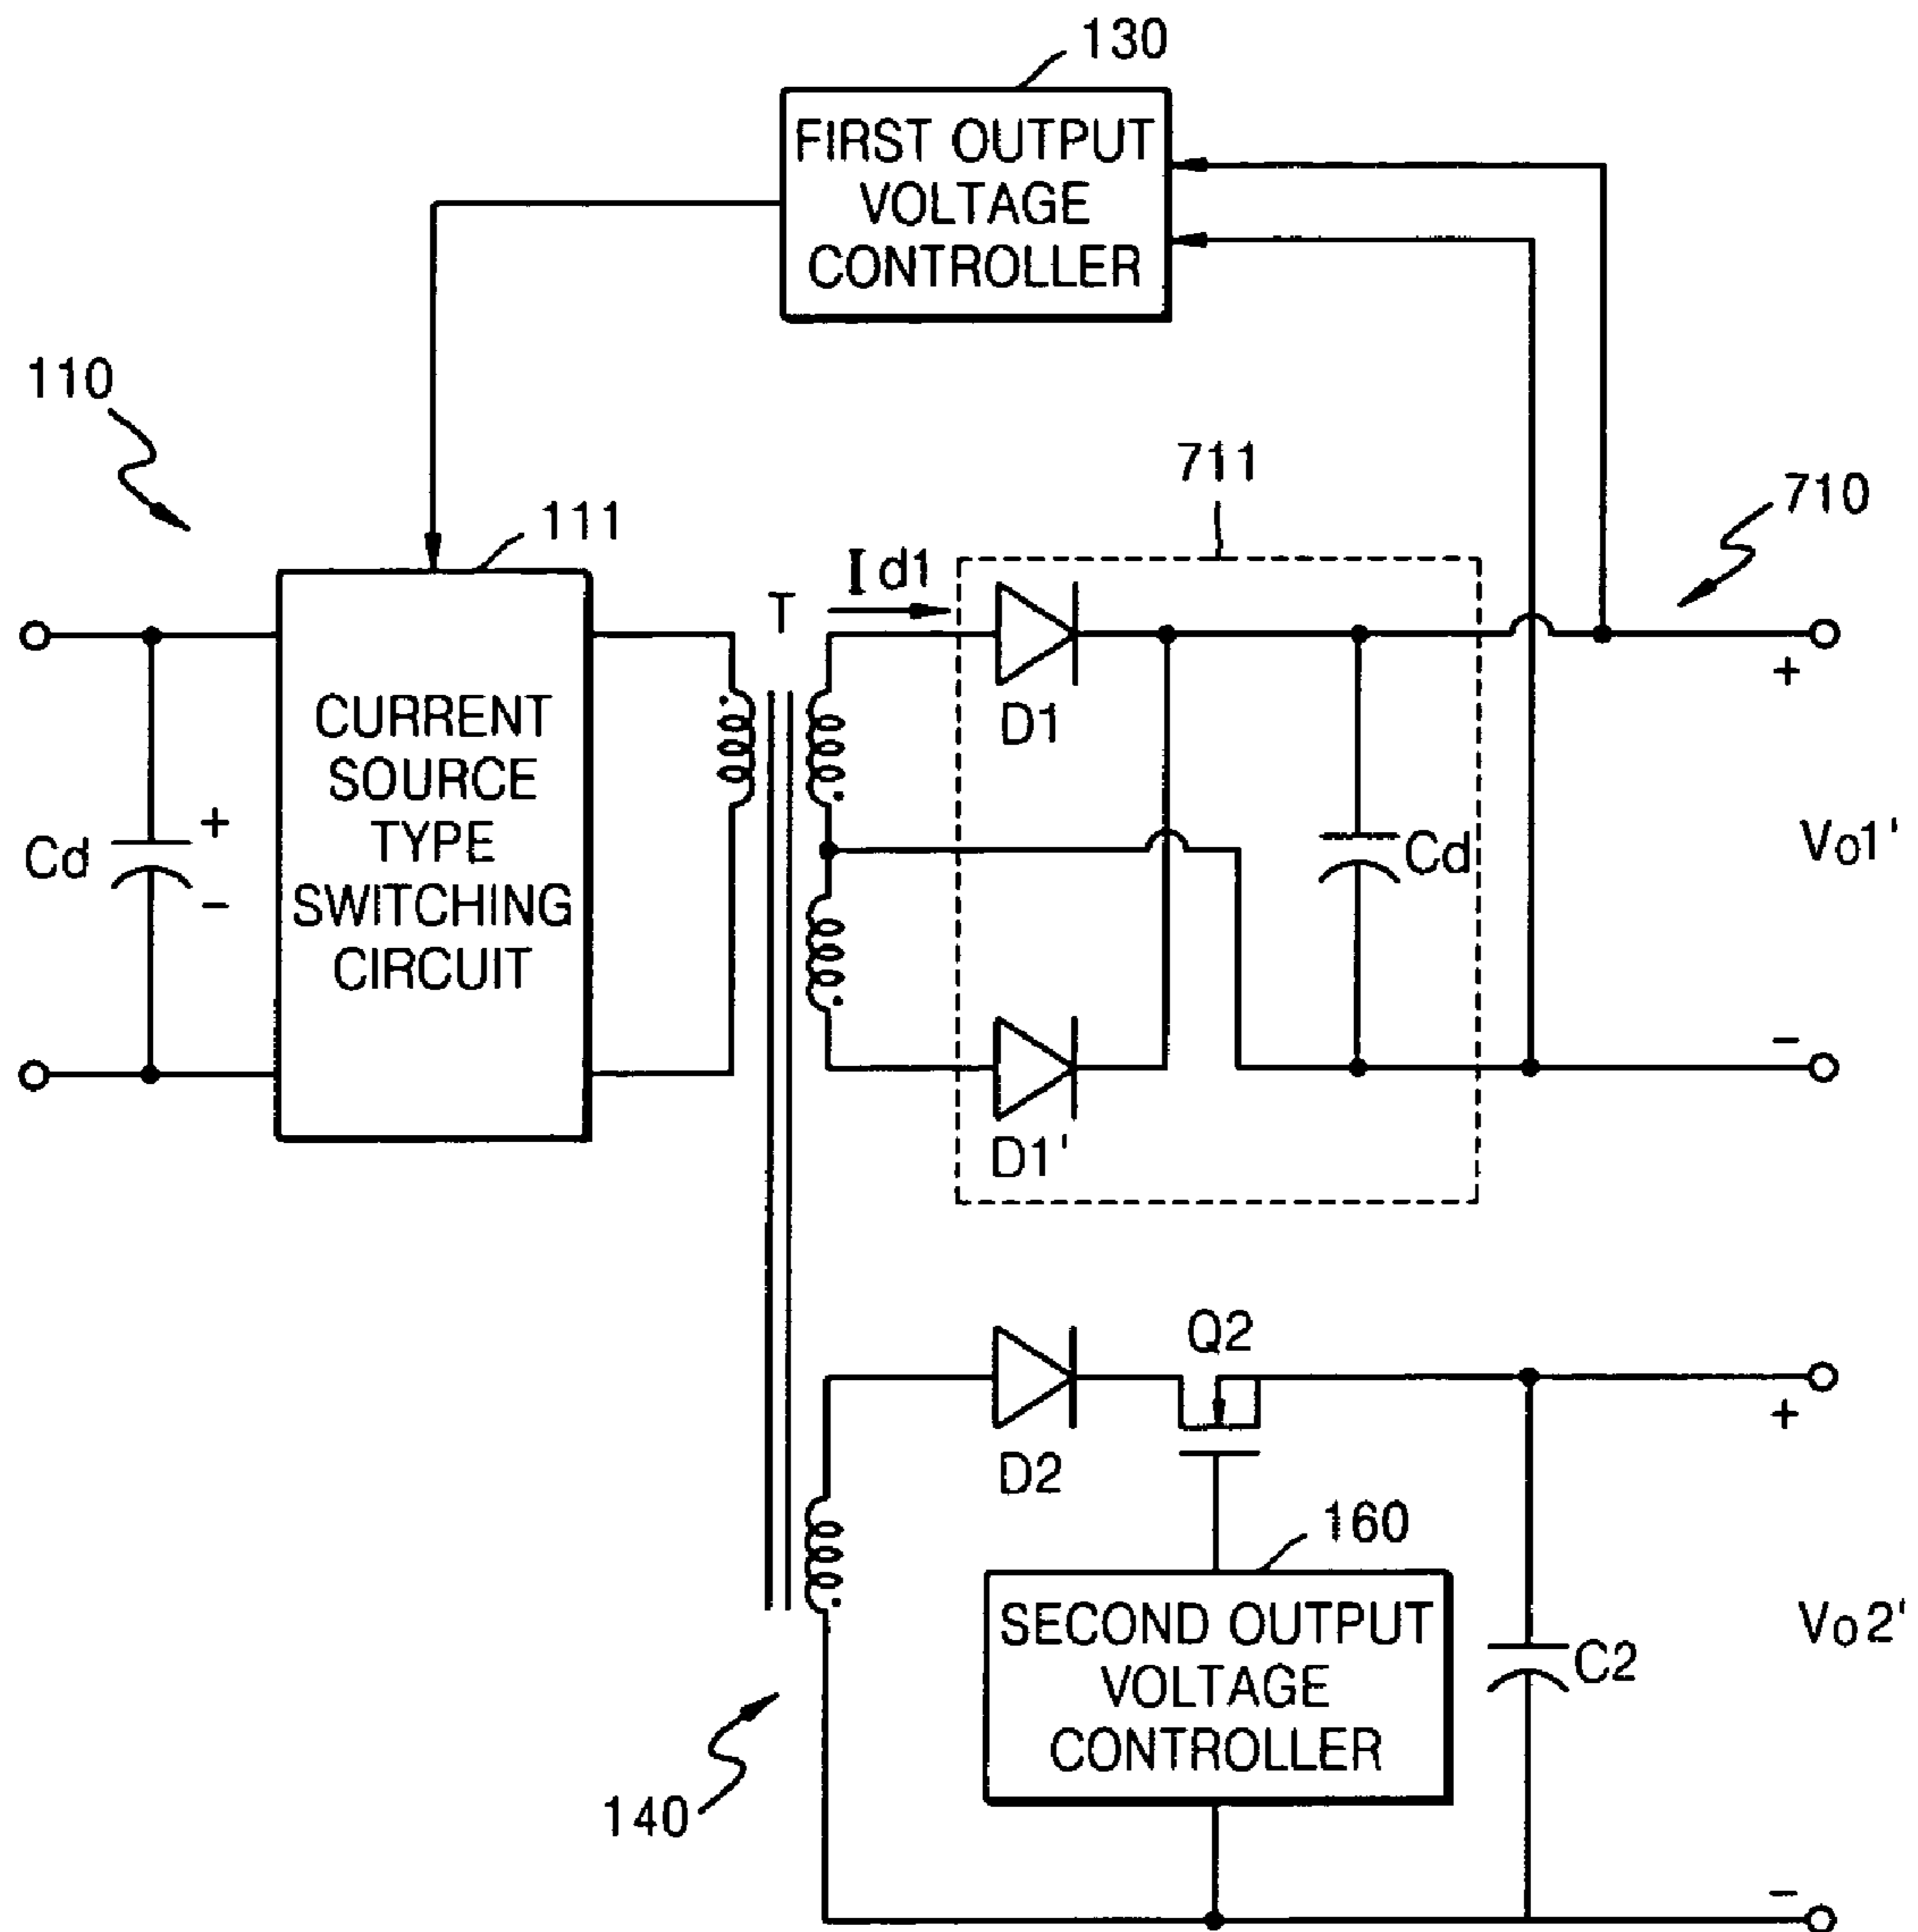 130
FIRST OUTPUT
VOLTAGE
CONTROLLER
110
711
710
111
Id1
T
+
D1
CURRENT
SOURCE
TYPE
SWITCHING
CIRCUIT
Cd
+
-
Cd
Vo1'
-
D1'
Q2
+
D2
160
SECOND OUTPUT
VOLTAGE
CONTROLLER
C2
Vo2'
140
-